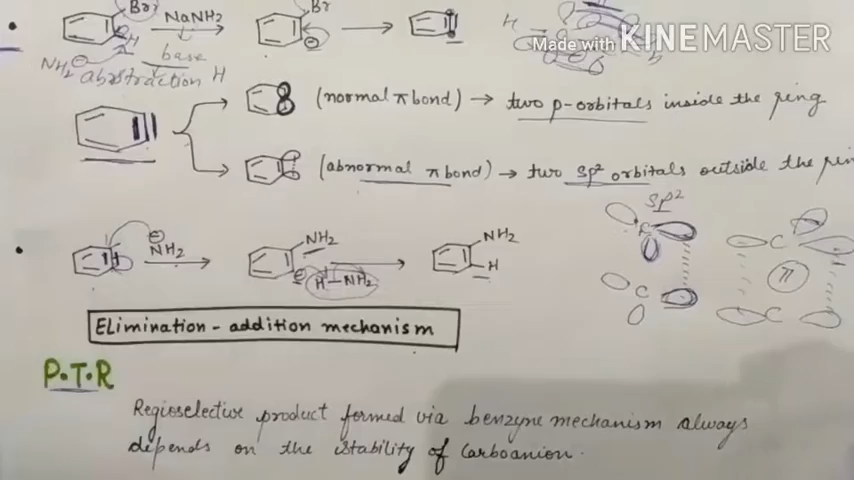 Br NaNH2 Br
H
NH2⊖ base
abstraction H
Made with KINEMASTER
(normal π bond) → two p-orbitals inside the ring
(abnormal π bond) → two sp2 orbitals outside the rin
sp2
⊖NH2 NH2 NH2
⊖ H-NH2 H
C C
π
C C
Elimination - addition mechanism
P.T.R
Regioselective product formed via benzyne mechanism always
depends on the stability of Carboanion.